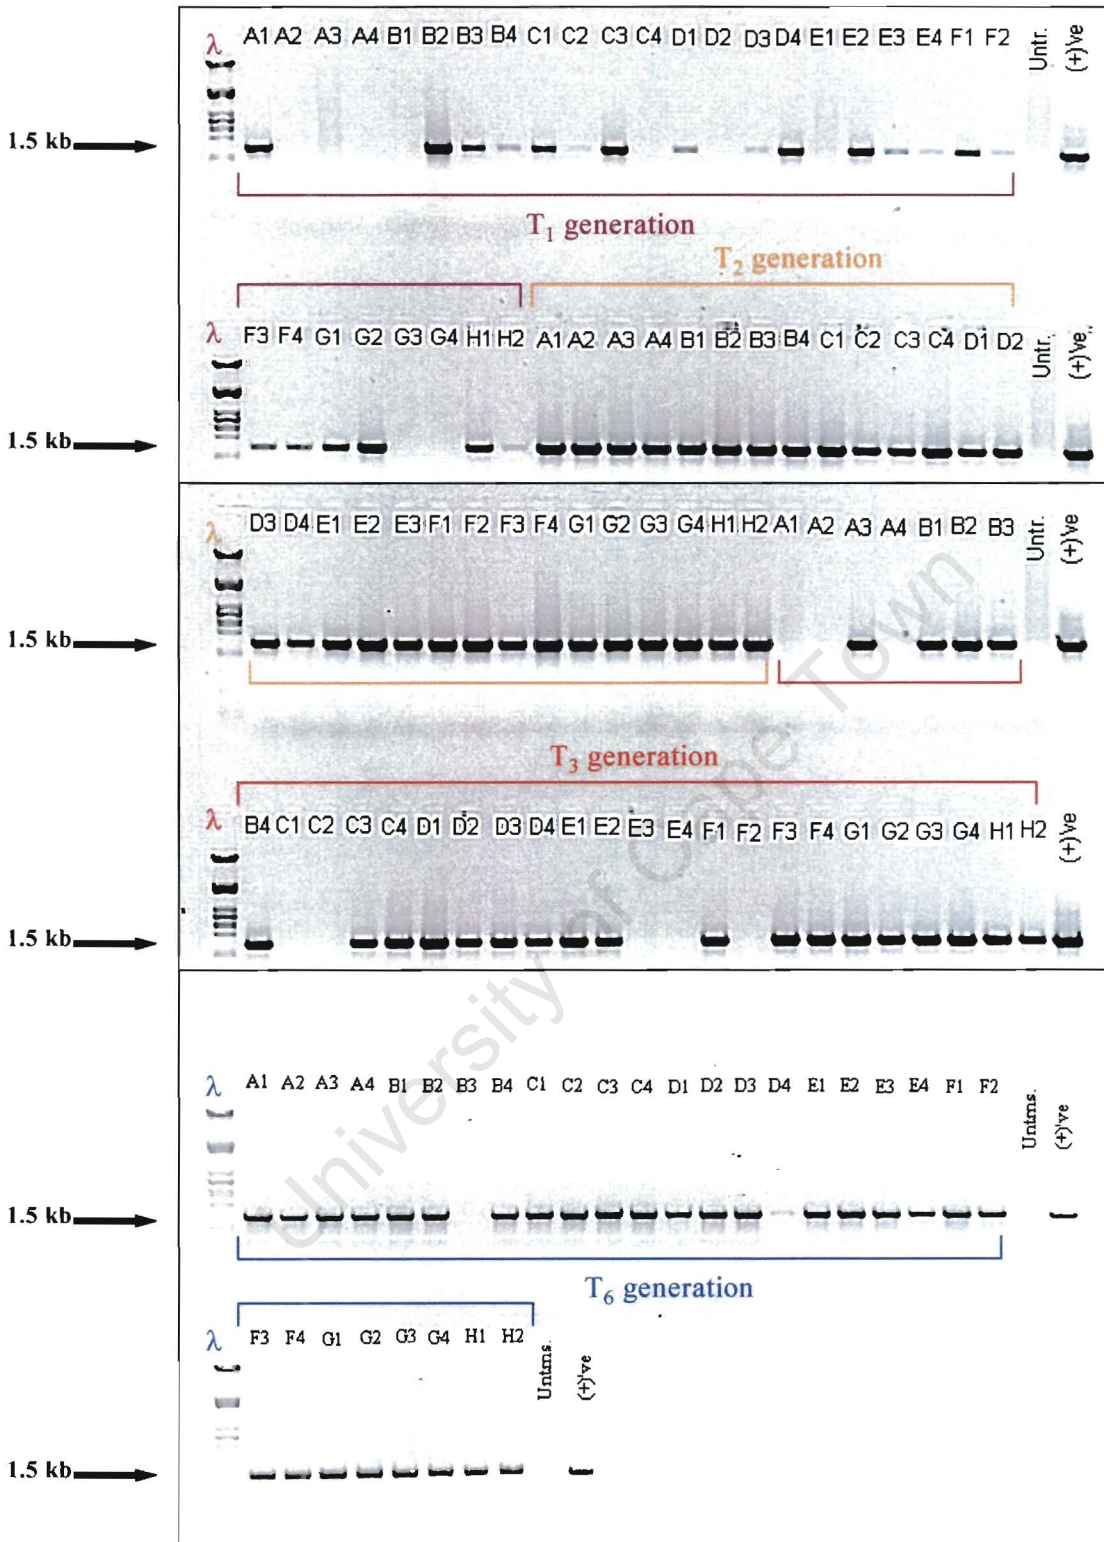 λ A1 A2 A3 A4 B1 B2 B3 B4 C1 C2 C3 C4 D1 D2 D3 D4 E1 E2 E3 E4 F1 F2 Untr. (+)'ve
1.5 kb
T₁ generation
T₂ generation
λ F3 F4 G1 G2 G3 G4 H1 H2 A1 A2 A3 A4 B1 B2 B3 B4 C1 C2 C3 C4 D1 D2 Untr. (+)'ve
1.5 kb
λ D3 D4 E1 E2 E3 F1 F2 F3 F4 G1 G2 G3 G4 H1 H2 A1 A2 A3 A4 B1 B2 B3 Untr. (+)'ve
1.5 kb
T₃ generation
λ B4 C1 C2 C3 C4 D1 D2 D3 D4 E1 E2 E3 E4 F1 F2 F3 F4 G1 G2 G3 G4 H1 H2 (+)'ve
1.5 kb
λ A1 A2 A3 A4 B1 B2 B3 B4 C1 C2 C3 C4 D1 D2 D3 D4 E1 E2 E3 E4 F1 F2 Untrns. (+)'ve
1.5 kb
T₆ generation
λ F3 F4 G1 G2 G3 G4 H1 H2 Untrns. (+)'ve
1.5 kb
University of Cape Town